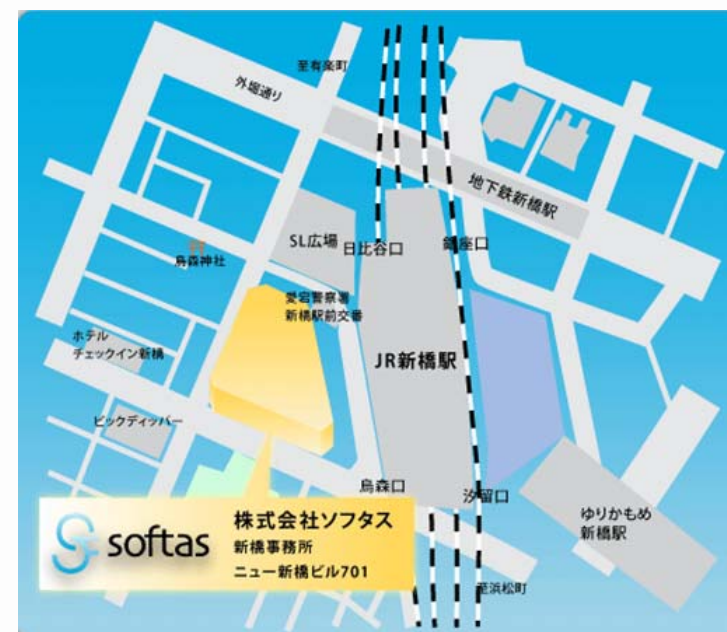 至有楽町
外堀通り
地下鉄新橋駅
SL広場
日比谷口
銀座口
烏森神社
愛宕警察署
新橋駅前交番
ホテル
チェックイン新橋
JR新橋駅
ビックディッパー
烏森口
汐留口
ゆりかもめ
新橋駅
softas
株式会社ソフタス
新橋事務所
ニュー新橋ビル701
至浜松町